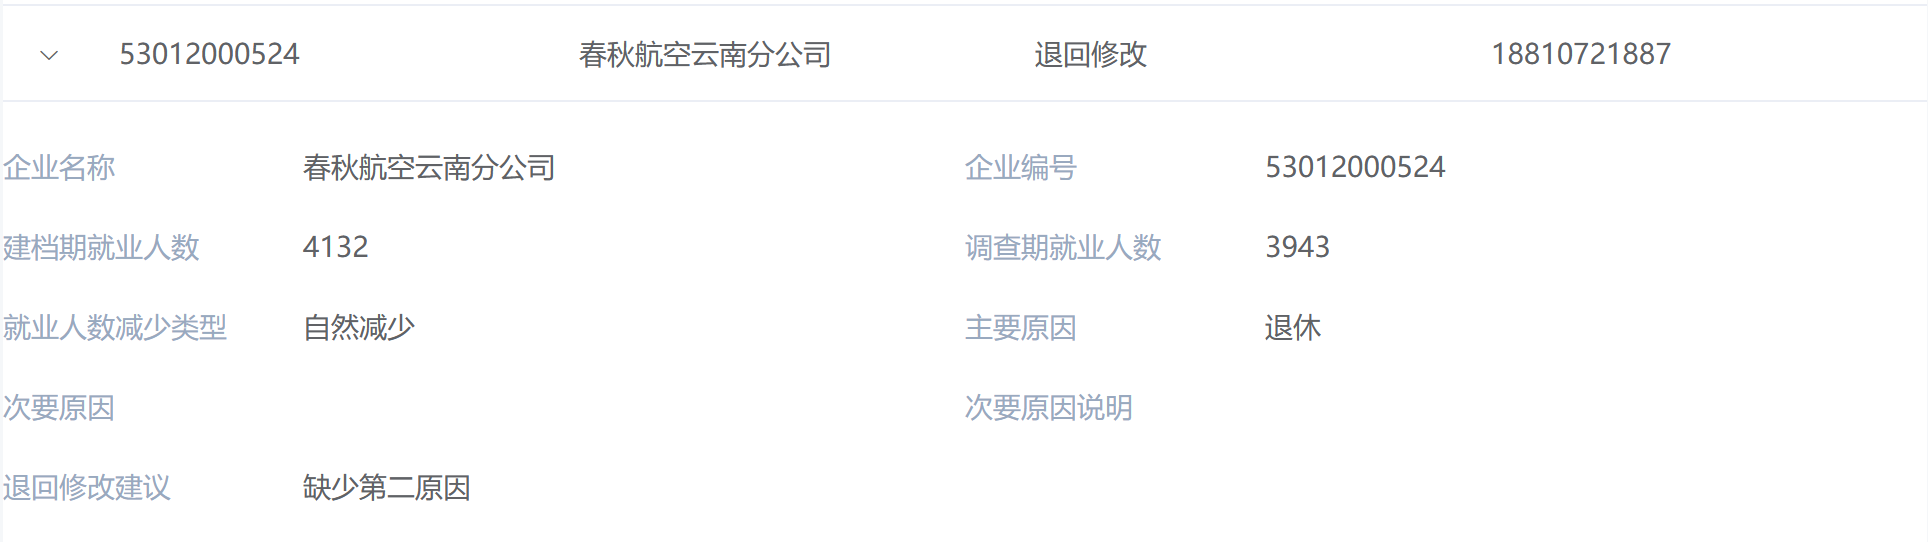 53012000524 春秋航空云南分公司 退回修改 18810721887
企业名称 春秋航空云南分公司 企业编号 53012000524
建档期就业人数 4132 调查期就业人数 3943
就业人数减少类型 自然减少 主要原因 退休
次要原因 次要原因说明
退回修改建议 缺少第二原因